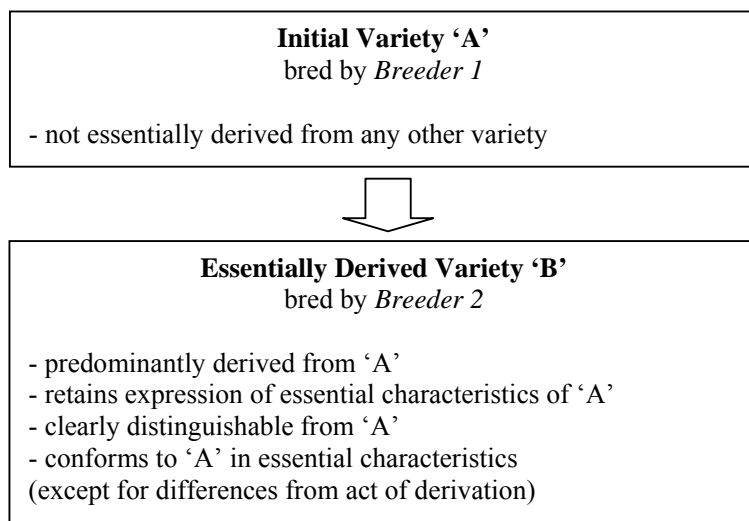 Initial Variety ‘A’
bred by Breeder 1
- not essentially derived from any other variety
Essentially Derived Variety ‘B’
bred by Breeder 2
- predominantly derived from ‘A’
- retains expression of essential characteristics of ‘A’
- clearly distinguishable from ‘A’
- conforms to ‘A’ in essential characteristics
(except for differences from act of derivation)